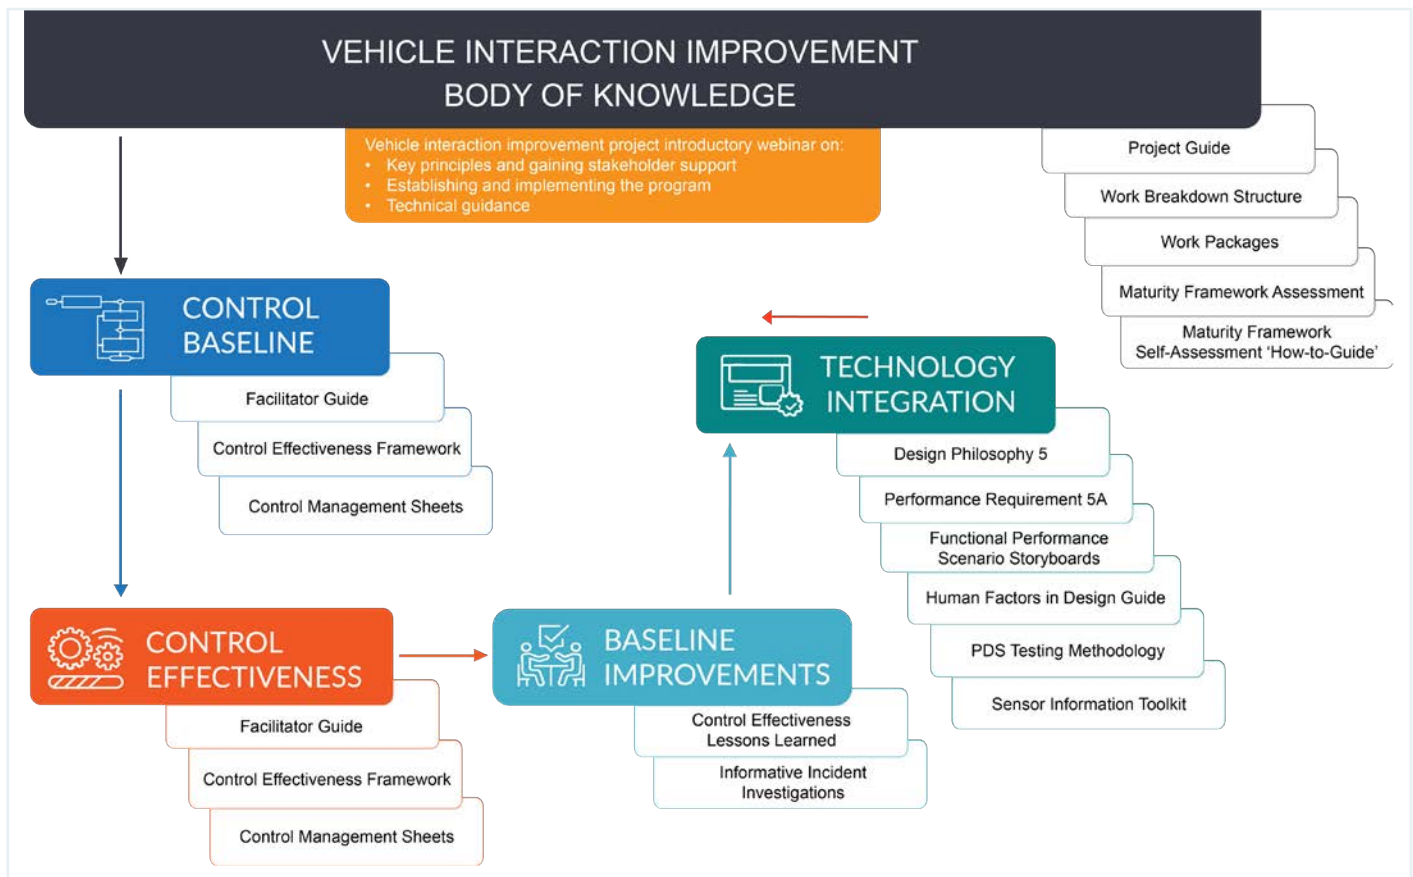 VEHICLE INTERACTION IMPROVEMENT
BODY OF KNOWLEDGE
Vehicle interaction improvement project introductory webinar on:
• Key principles and gaining stakeholder support
• Establishing and implementing the program
• Technical guidance
Project Guide
Work Breakdown Structure
Work Packages
Maturity Framework Assessment
Maturity Framework
Self-Assessment ‘How-to-Guide’
CONTROL
BASELINE
Facilitator Guide
Control Effectiveness Framework
Control Management Sheets
CONTROL
EFFECTIVENESS
Facilitator Guide
Control Effectiveness Framework
Control Management Sheets
BASELINE
IMPROVEMENTS
Control Effectiveness
Lessons Learned
Informative Incident
Investigations
TECHNOLOGY
INTEGRATION
Design Philosophy 5
Performance Requirement 5A
Functional Performance
Scenario Storyboards
Human Factors in Design Guide
PDS Testing Methodology
Sensor Information Toolkit